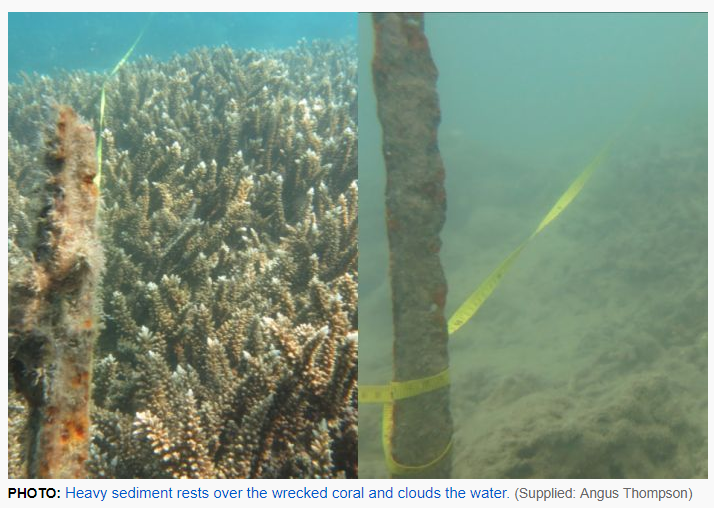 PHOTO: Heavy sediment rests over the wrecked coral and clouds the water. (Supplied: Angus Thompson)